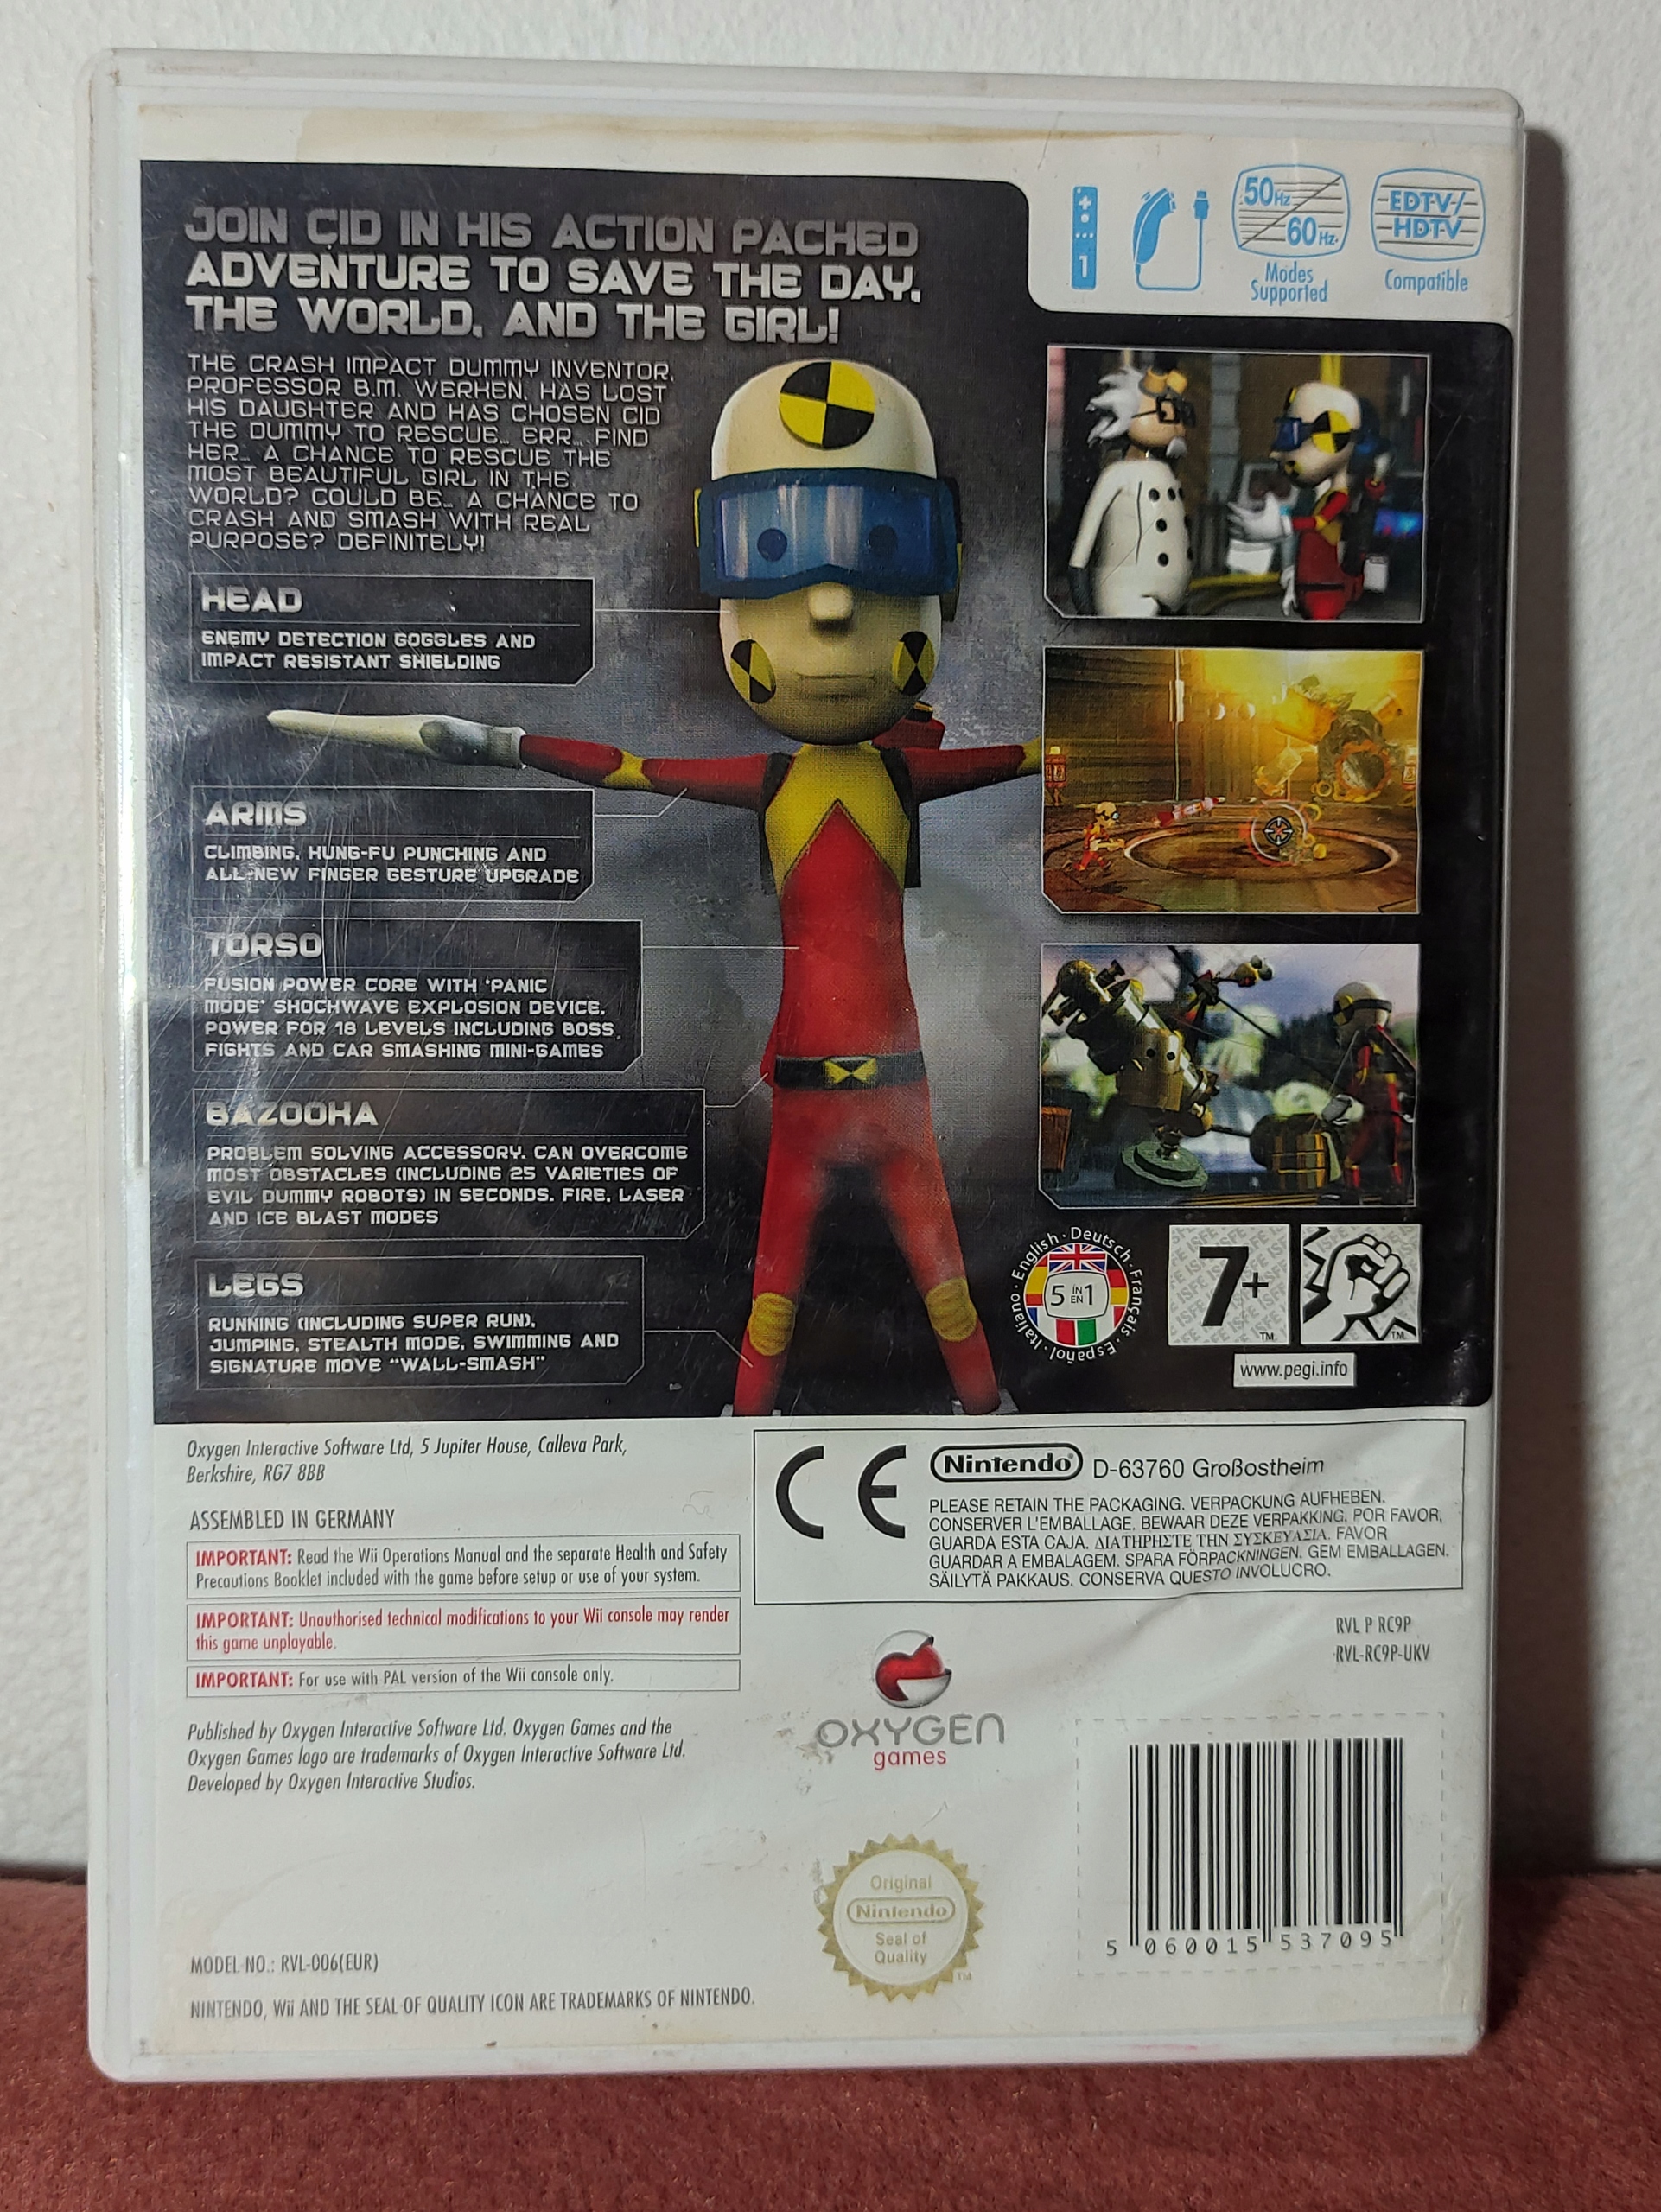 JOIN CID IN HIS ACTION PACKED
ADVENTURE TO SAVE THE DAY,
THE WORLD, AND THE GIRL!
THE CRASH IMPACT DUMMY INVENTOR,
PROFESSOR B.M. WERKEN, HAS LOST
HIS DAUGHTER AND HAS CHOSEN CID
THE DUMMY TO RESCUE... ERR... FIND
HER... A CHANCE TO RESCUE THE
MOST BEAUTIFUL GIRL IN THE
WORLD? COULD BE... A CHANCE TO
CRASH AND SMASH WITH REAL
PURPOSE? DEFINITELY!
HEAD
ENEMY DETECTION GOGGLES AND
IMPACT RESISTANT SHIELDING
ARMS
CLIMBING, KUNG-FU PUNCHING AND
ALL-NEW FINGER GESTURE UPGRADE
TORSO
FUSION POWER CORE WITH 'PANIC
MODE' SHOCKWAVE EXPLOSION DEVICE.
POWER FOR 18 LEVELS INCLUDING BOSS
FIGHTS AND CAR SMASHING MINI-GAMES
BAZOOKA
PROBLEM SOLVING ACCESSORY. CAN OVERCOME
MOST OBSTACLES (INCLUDING 25 VARIETIES OF
EVIL DUMMY ROBOTS) IN SECONDS. FIRE, LASER
AND ICE BLAST MODES
LEGS
RUNNING (INCLUDING SUPER RUN),
JUMPING, STEALTH MODE, SWIMMING AND
SIGNATURE MOVE "WALL-SMASH"
1
50Hz
60Hz
Modes
Supported
EDTV/
HDTV
Compatible
English · Deutsch · Français · Español · Italiano ·
5 IN EN 1
7+
TM
TM
www.pegi.info
Oxygen Interactive Software Ltd, 5 Jupiter House, Calleva Park,
Berkshire, RG7 8BB
ASSEMBLED IN GERMANY
IMPORTANT: Read the Wii Operations Manual and the separate Health and Safety
Precautions Booklet included with the game before setup or use of your system.
IMPORTANT: Unauthorised technical modifications to your Wii console may render
this game unplayable.
IMPORTANT: For use with PAL version of the Wii console only.
Published by Oxygen Interactive Software Ltd. Oxygen Games and the
Oxygen Games logo are trademarks of Oxygen Interactive Software Ltd.
Developed by Oxygen Interactive Studios.
MODEL NO.: RVL-006(EUR)
NINTENDO, Wii AND THE SEAL OF QUALITY ICON ARE TRADEMARKS OF NINTENDO.
CE
Nintendo® D-63760 Großostheim
PLEASE RETAIN THE PACKAGING. VERPACKUNG AUFHEBEN.
CONSERVER L'EMBALLAGE. BEWAAR DEZE VERPAKKING. POR FAVOR,
GUARDA ESTA CAJA. ΔΙΑΤΗΡΗΣΤΕ ΤΗΝ ΣΥΣΚΕΥΑΣΙΑ. FAVOR
GUARDAR A EMBALAGEM. SPARA FÖRPACKNINGEN. GEM EMBALLAGEN.
SÄILYTÄ PAKKAUS. CONSERVA QUESTO INVOLUCRO.
RVL P RC9P
RVL-RC9P-UKV
OXYGEN
games
Original
Nintendo
Seal of
Quality
TM
5 060015 537095